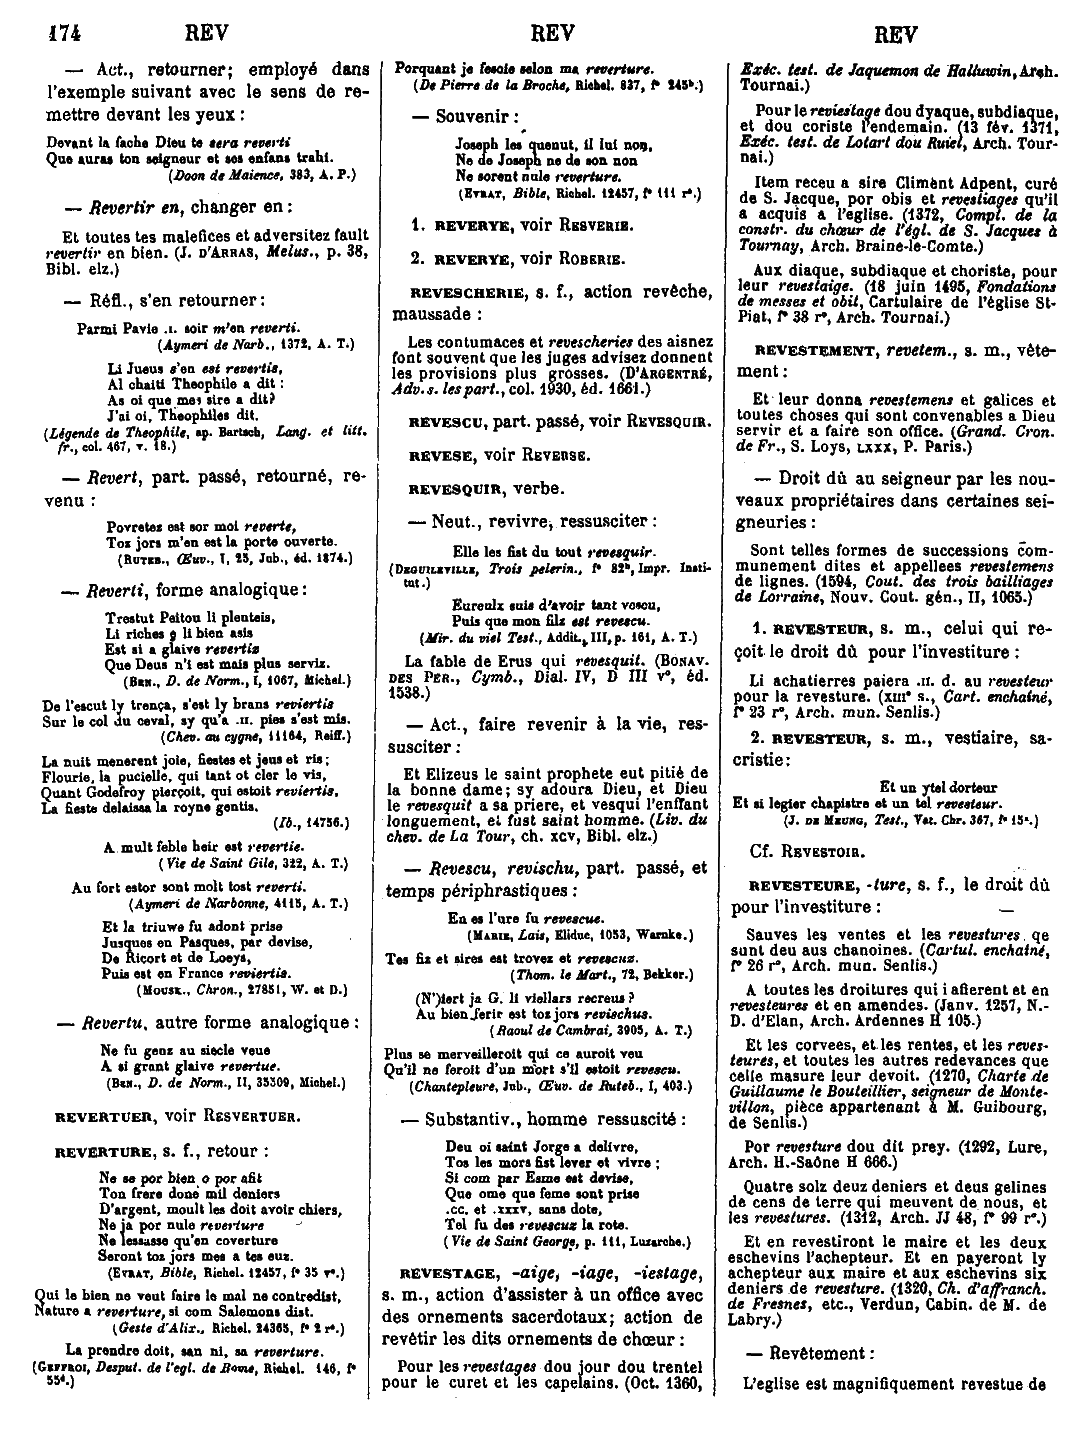 174 REV REV REV
— Act., retourner; employé dans
l'exemple suivant avec le sens de re-
mettre devant les yeux :
Devant la fache Dieu te sera reverti
Que auras ton seigneur et ses enfans trahi.
(Doon de Maience, 383, A. P.)
— Revertir en, changer en :
Et toutes tes malefices et adversitez fault
revertir en bien. (J. D'ARRAS, Melus., p. 38,
Bibl. elz.)
— Réfl., s'en retourner :
Parmi Pavie .I. soir m'en reverti.
(Aymeri de Narb., 1372, A. T.)
Li Jueus s'en est revertis,
Al chaiti Theophile a dit :
As oi que mes sire a dit?
J'ai oi, Theophiles dit.
(Légende de Theophile, ap. Bartsch, Lang. et litt.
fr., col. 467, v. 18.)
— Revert, part. passé, retourné, re-
venu :
Povretez est sor moi reverte,
Toz jors m'en est la porte ouverte.
(RUTEB., Œuv., I, 25, Jub., éd. 1874.)
— Reverti, forme analogique :
Trestut Peitou li plenteis,
Li riches e li bien asis
Est si a glaive revertis
Que Deus n'i est mais plus serviz.
(BEN., D. de Norm., I, 1067, Michel.)
De l'escut ly trença, s'est ly brans reviertis
Sur le col du ceval, sy qu'a .II. pies s'est mis.
(Chev. au cygne, 11164, Reiff.)
La nuit menerent joie, fiestes et jeus et ris;
Flourie, la pucielle, qui tant ot cler le vis,
Quant Godefroy pierçoit, qui estoit reviertis,
La fieste delaissa la royne gentis.
(Ib., 14756.)
A mult feble heir est revertie.
(Vie de Saint Gile, 322, A. T.)
Au fort estor sont molt tost reverti.
(Aymeri de Narbonne, 4115, A. T.)
Et la triuwe fu adont prise
Jusques en Pasques, par devise,
De Ricort et de Loeys,
Puis est en France reviertis.
(MOUSK., Chron., 27851, W. et D.)
— Revertu, autre forme analogique :
Ne fu genz au siecle veue
A si grant glaive revertue.
(BEN., D. de Norm., II, 35309, Michel.)
REVERTUER, voir RESVERTUER.
REVERTURE, s. f., retour :
Ne se por bien o por afit
Ton frere doné mil deniers
D'argent, moult les doit avoir chiers,
Ne ja por nule reverture
Ne lessasse qu'en coverture
Seront toz jors mes a tes euz.
(EVRAT, Bible, Richel. 12457, f° 35 v°.)
Qui le bien ne veut faire le mal ne contredist,
Nature a reverture, si com Salemons dist.
(Geste d'Alix., Richel. 24365, f° 2 r°.)
La prendre doit, san ni, sa reverture.
(GEFFROI, Desput. de l'egl. de Rome, Richel. 146, f°
55d.)
Porquant je fesoie selon ma reverture.
(De Pierre de la Broche, Richel. 837, f° 245b.)
— Souvenir :
Joseph les quenut, il lui non,
Ne de Joseph ne de son non
Ne sorent nule reverture.
(EVRAT, Bible, Richel. 12457, f° 111 r°.)
1. REVERYE, voir RESVERIE.
2. REVERYE, voir ROBERIE.
REVESCHERIE, s. f., action revêche,
maussade :
Les contumaces et revescheries des aisnez
font souvent que les juges advisez donnent
les provisions plus grosses. (D'ARGENTRÉ,
Adv. s. les part., col. 1930, éd. 1661.)
REVESCU, part. passé, voir REVESQUIR.
REVESE, voir REVERSE.
REVESQUIR, verbe.
— Neut., revivre, ressusciter :
Elle les fist du tout revesquir.
(DEGUILLEVILLE, Trois pelerin., f° 82b, Impr. Insti-
tut.)
Eureulx suis d'avoir tant vescu,
Puis que mon filz est revescu.
(Mir. du viel Test., Addit., III, p. 161, A. T.)
La fable de Erus qui revesquit. (BONAV.
DES PER., Cymb., Dial. IV, D III v°, éd.
1538.)
— Act., faire revenir à la vie, res-
susciter :
Et Elizeus le saint prophete eut pitié de
la bonne dame; sy adoura Dieu, et Dieu
le revesquit a sa priere, et vesqui l'enffant
longuement, et fust saint homme. (Liv. du
chev. de La Tour, ch. XCV, Bibl. elz.)
— Revescu, revischu, part. passé, et
temps périphrastiques :
En es l'ure fu revescue.
(MARIE, Lais, Eliduc, 1053, Warnke.)
Tes fiz et sires est trovez et revescuz.
(Thom. le Mart., 72, Bekker.)
(N')iert ja G. li viellars recreus?
Au bien ferir est toz jors revischus.
(Raoul de Cambrai, 3905, A. T.)
Plus se merveilleroit qui ce auroit veu
Qu'il ne feroit d'un mort s'il estoit revescu.
(Chantepleure, Jub., Œuv. de Ruteb., I, 403.)
— Substantiv., homme ressuscité :
Deu oi saint Jorge a delivre,
Tos les mors fist lever et vivre ;
Si com par Esme est devise,
Que ome que feme sont prise
.CC. et .XXXV, sans dote,
Tel fu des revescuz la rote.
(Vie de Saint George, p. 111, Luzarche.)
REVESTAGE, -aige, -iage, -iestage,
s. m., action d'assister à un office avec
des ornements sacerdotaux; action de
revêtir les dits ornements de chœur :
Pour les revestages dou jour dou trentel
pour le curet et les capelains. (Oct. 1360,
Exéc. test. de Jaquemon de Halluwin, Arch.
Tournai.)
Pour le reviestage dou dyaque, subdiaque,
et dou coriste l'endemain. (13 fév. 1371,
Exéc. test. de Lotart dou Ruiel, Arch. Tour-
nai.)
Item receu a sire Climènt Adpent, curé
de S. Jacque, por obis et revestiages qu'il
a acquis a l'eglise. (1372, Compl. de la
constr. du chœur de l'égl. de S. Jacques à
Tournay, Arch. Braine-le-Comte.)
Aux diaque, subdiaque et choriste, pour
leur revestaige. (18 juin 1495, Fondations
de messes et obit, Cartulaire de l'église St-
Piat, f° 38 r°, Arch. Tournai.)
REVESTEMENT, revetem., s. m., vête-
ment :
Et leur donna revestemens et galices et
toutes choses qui sont convenables a Dieu
servir et a faire son office. (Grand. Cron.
de Fr., S. Loys, LXXX, P. Paris.)
— Droit dû au seigneur par les nou-
veaux propriétaires dans certaines sei-
gneuries :
Sont telles formes de successions com-
munement dites et appellees revestemens
de lignes. (1594, Cout. des trois bailliages
de Lorraine, Nouv. Cout. gén., II, 1065.)
1. REVESTEUR, s. m., celui qui re-
çoit le droit dû pour l'investiture :
Li achatierres paiera .II. d. au revesteur
pour la revesture. (XIIIe s., Cart. enchainé,
f° 23 r°, Arch. mun. Senlis.)
2. REVESTEUR, s. m., vestiaire, sa-
cristie :
Et un ytel dorteur
Et si legier chapistre et un tel revesteur.
(J. DE MEUNG, Test., Vat. Chr. 367, f° 15a.)
Cf. REVESTOIR.
REVESTEURE, -ture, s. f., le droit dû
pour l'investiture :
Sauves les ventes et les revestures qe
sunt deu aus chanoines. (Cartul. enchaîné,
f° 26 r°, Arch. mun. Senlis.)
A toutes les droitures qui i afierent et en
revesteures et en amendes. (Janv. 1257, N.-
D. d'Elan, Arch. Ardennes H 105.)
Et les corvees, et les rentes, et les reves-
teures, et toutes les autres redevances que
celle masure leur devoit. (1270, Charte de
Guillaume le Bouteillier, seigneur de Monte-
villon, pièce appartenant à M. Guibourg,
de Senlis.)
Por revesture dou dit prey. (1292, Lure,
Arch. H.-Saône H 666.)
Quatre solz deuz deniers et deus gelines
de cens de terre qui meuvent de nous, et
les revestures. (1312, Arch. JJ 48, f° 99 r°.)
Et en revestiront le maire et les deux
eschevins l'achepteur. Et en payeront ly
achepteur aux maire et aux eschevins six
deniers de revesture. (1320, Ch. d'affranch.
de Fresnes, etc., Verdun, Cabin. de M. de
Labry.)
— Revêtement :
L'eglise est magnifiquement revestue de